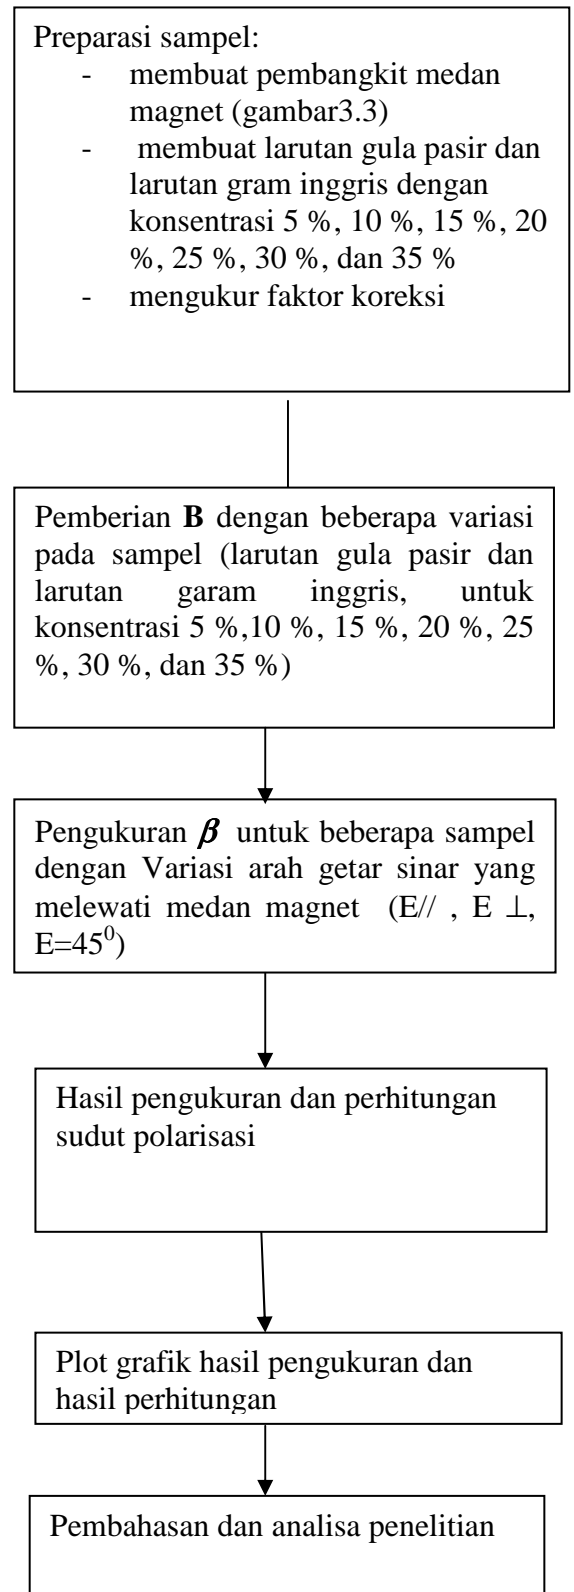 Preparasi sampel:
- membuat pembangkit medan
magnet (gambar3.3)
- membuat larutan gula pasir dan
larutan gram inggris dengan
konsentrasi 5 %, 10 %, 15 %, 20
%, 25 %, 30 %, dan 35 %
- mengukur faktor koreksi
Pemberian B dengan beberapa variasi
pada sampel (larutan gula pasir dan
larutan garam inggris, untuk
konsentrasi 5 %,10 %, 15 %, 20 %, 25
%, 30 %, dan 35 %)
Pengukuran β untuk beberapa sampel
dengan Variasi arah getar sinar yang
melewati medan magnet (E// , E ⊥,
E=45⁰)
Hasil pengukuran dan perhitungan
sudut polarisasi
Plot grafik hasil pengukuran dan
hasil perhitungan
Pembahasan dan analisa penelitian